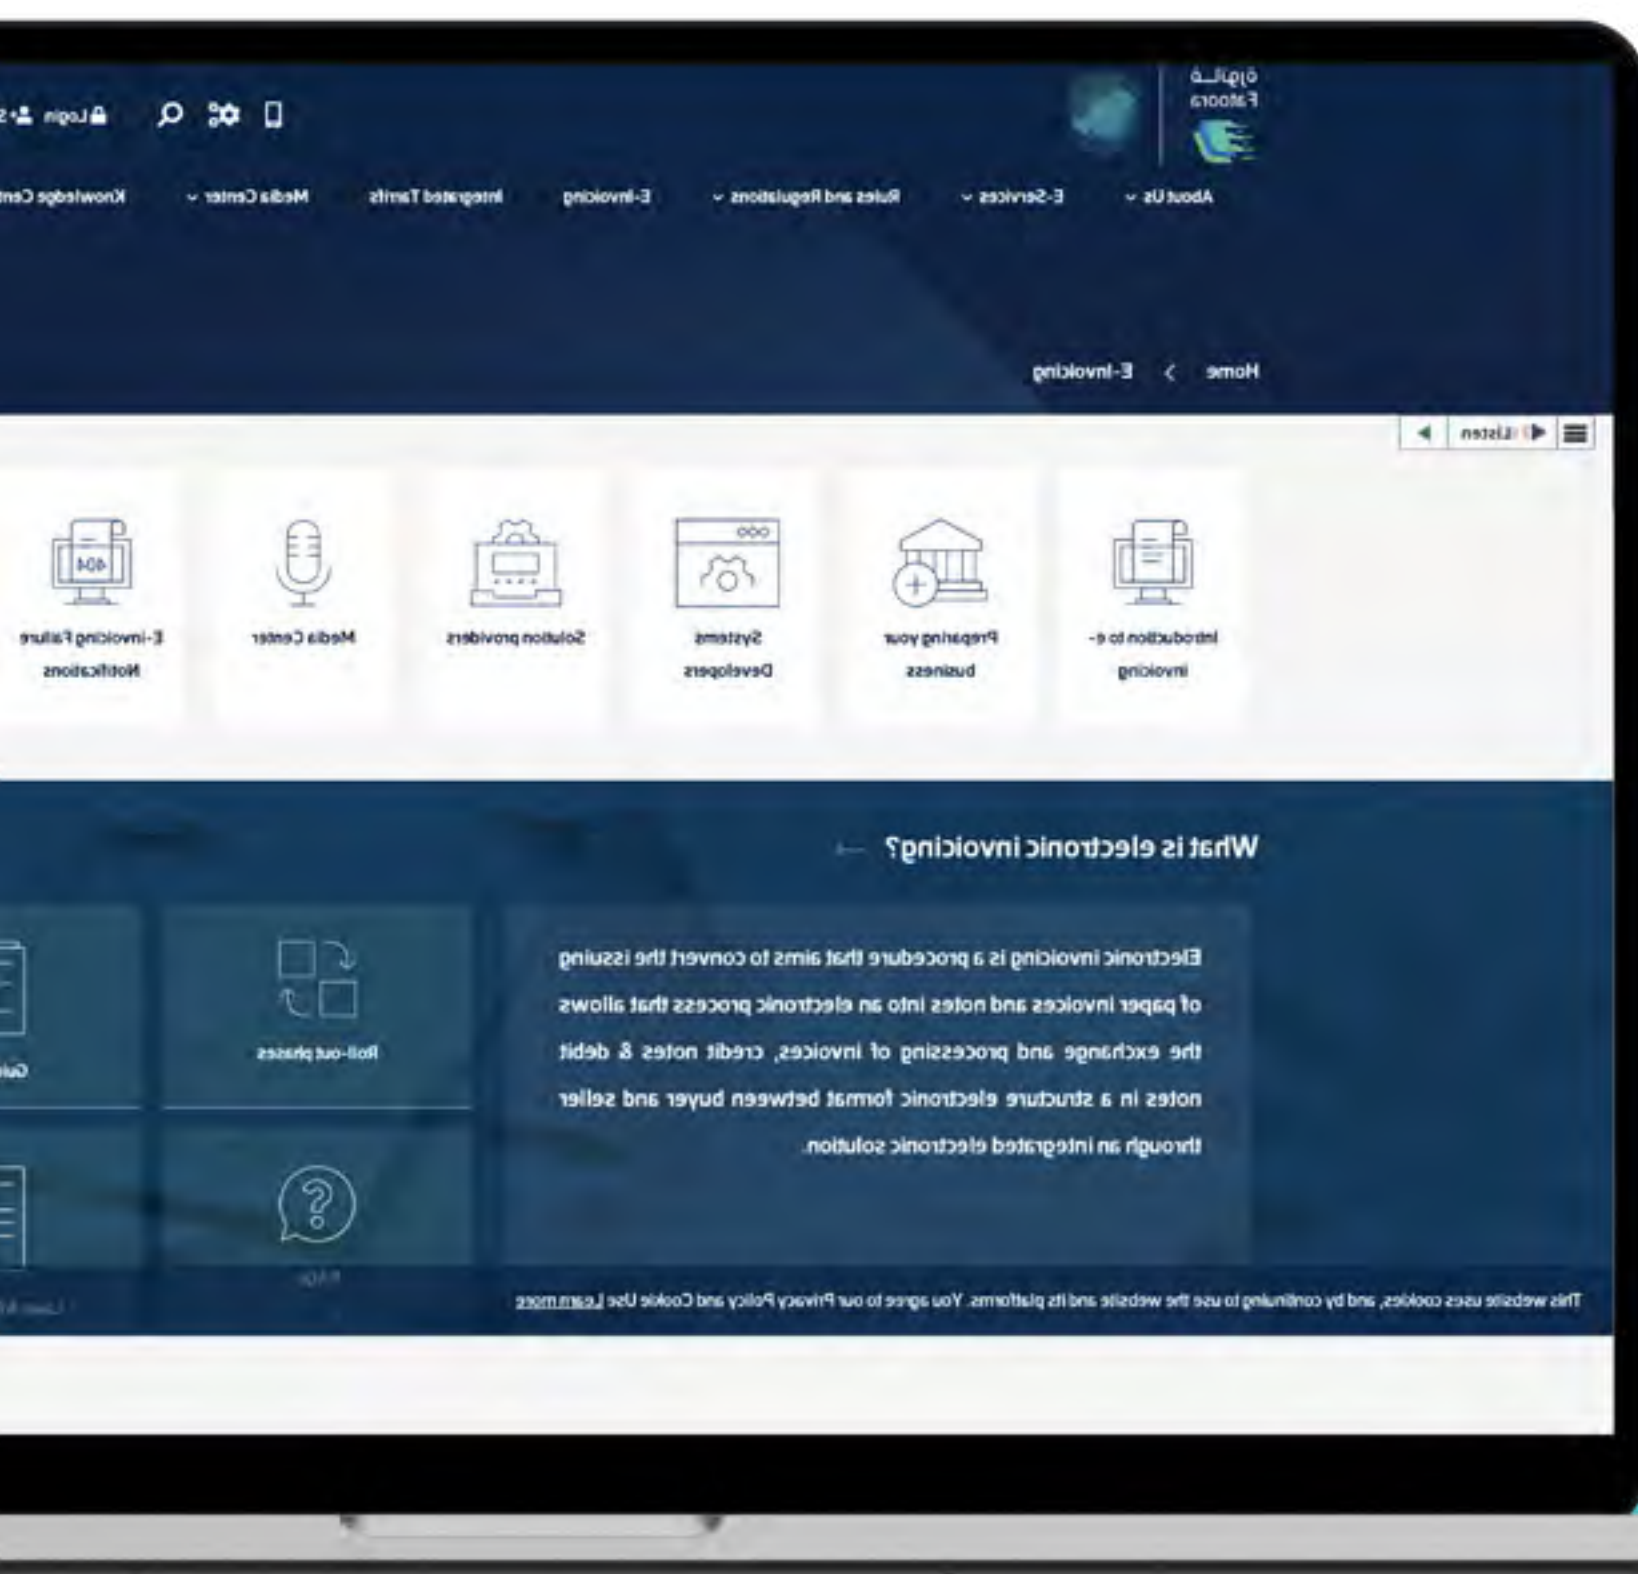 فاتورة
Fatoora
Login
About Us
E-Services
Rules and Regulations
E-Invoicing
Integrated Tarrifs
Media Center
Knowledge Cent
Home > E-Invoicing
Listen
Introduction to e-
invoicing
Preparing your
business
Systems
Developers
Solution providers
Media Center
404
E-invoicing Failure
Notifications
What is electronic invoicing?
Electronic invoicing is a procedure that aims to convert the issuing
of paper invoices and notes into an electronic process that allows
the exchange and processing of invoices, credit notes & debit
notes in a structure electronic format between buyer and seller
through an integrated electronic solution.
Roll-out phases
Gui
FAQs
This website uses cookies, and by continuing to use the website and its platforms. You agree to our Privacy Policy and Cookie Use Learn more